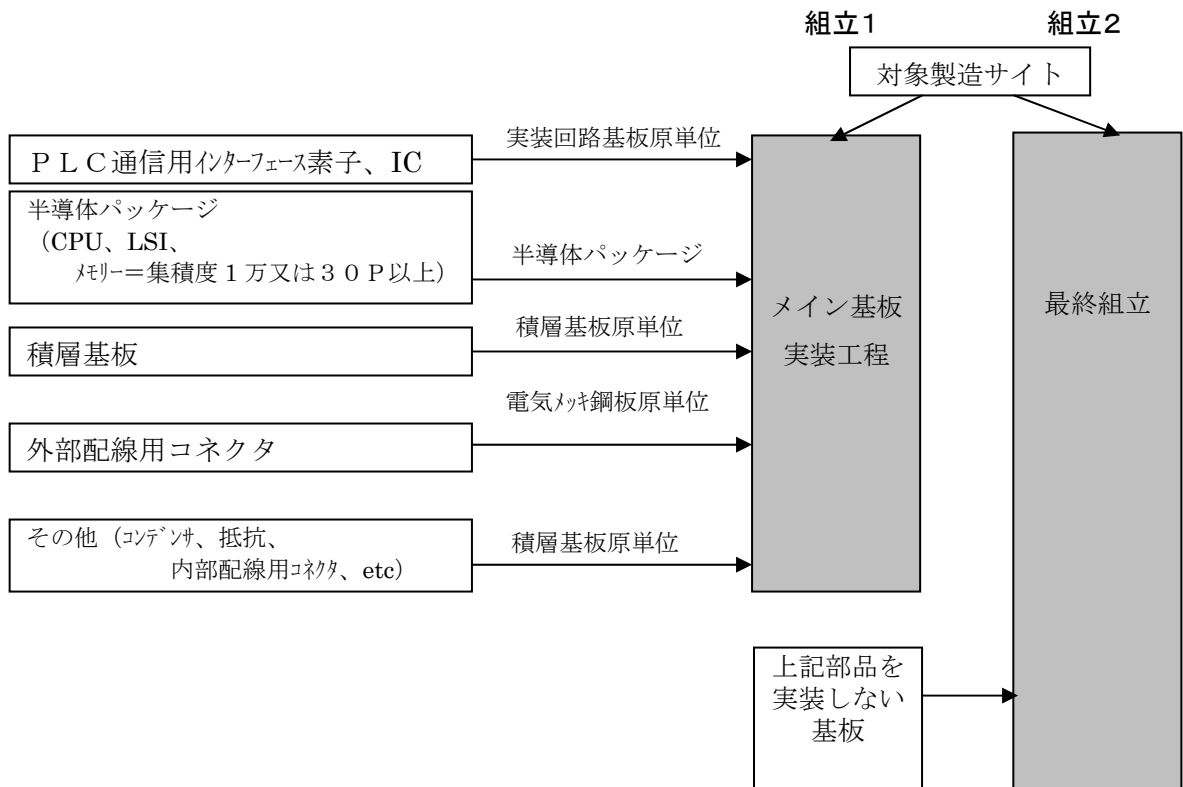 組立1
組立2
対象製造サイト
ＰＬＣ通信用ｲﾝﾀｰﾌｪｰｽ素子、IC
実装回路基板原単位
半導体パッケージ
（CPU、LSI、
ﾒﾓﾘｰ＝集積度１万又は３０Ｐ以上）
半導体パッケージ
積層基板
積層基板原単位
外部配線用コネクタ
電気ﾒｯｷ鋼板原単位
その他（ｺﾝﾃﾞﾝｻ、抵抗、
内部配線用ｺﾈｸﾀ、etc）
積層基板原単位
メイン基板
実装工程
最終組立
上記部品を
実装しない
基板